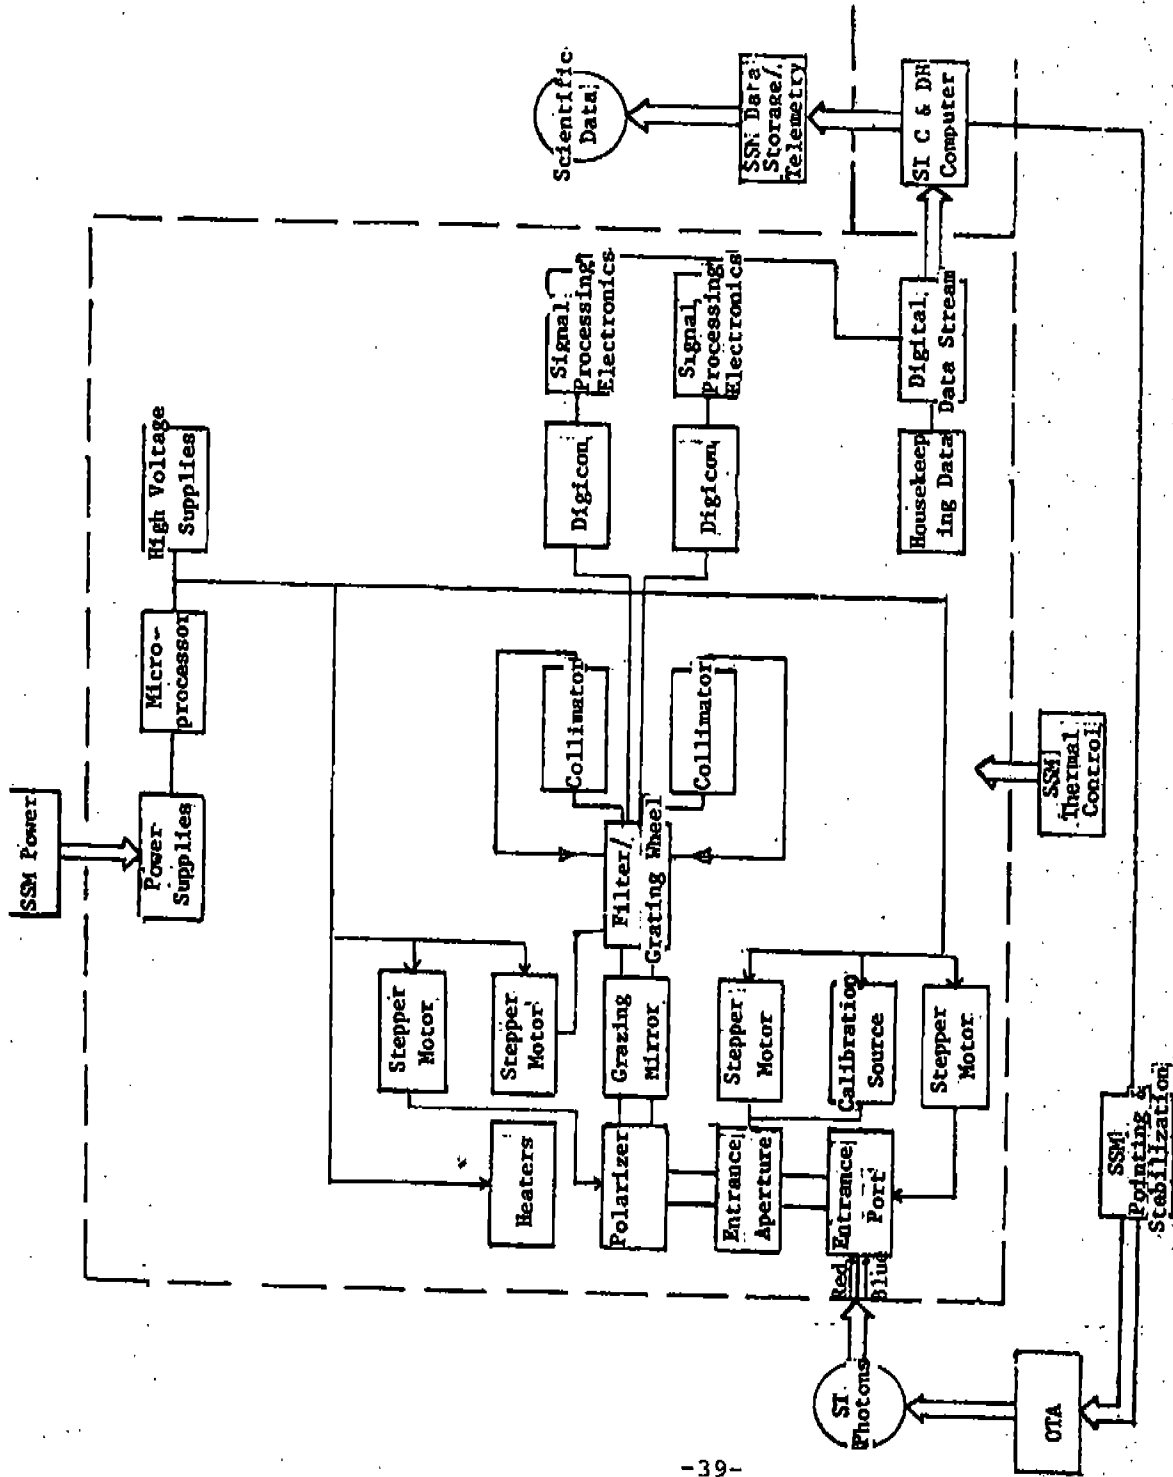 SSM Power
Power
Supplies
Micro-
processor
High Voltage
Supplies
Scientific
Data
SSM Data
Storage/
Telemetry
SI C & DH
Computer
Stepper
Motor
Stepper
Motor
Heaters
Collimator
Collimator
Digicon
Digicon
Signal
Processing
Electronics
Signal
Processing
Electronics
Polarizer
Grazing
Mirror
Filter/
Grating Wheel
Entrance
Aperture
Stepper
Motor
Calibration
Source
Entrance
Port
Stepper
Motor
Red
Blue
Housekeep
ing Data
Digital
Data Stream
ST
Photons
OTA
SSM
Thermal
Control
SSM
Pointing &
Stabilization
-39-